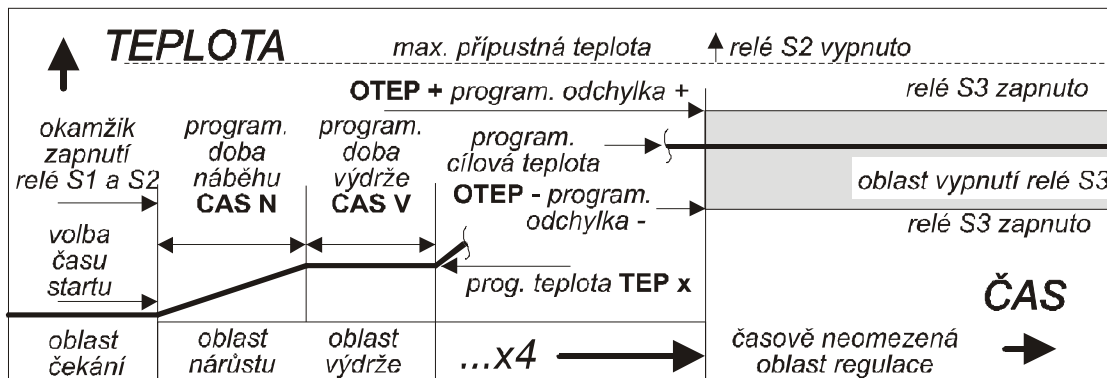 TEPLOTA
max. přípustná teplota
relé S2 vypnuto
OTEP + program. odchylka +
relé S3 zapnuto
okamžik
zapnutí
relé S1 a S2
program.
doba
náběhu
CAS N
program.
doba
výdrže
CAS V
program.
cílová teplota
OTEP - program.
odchylka -
oblast vypnutí relé S3
relé S3 zapnuto
volba
času
startu
prog. teplota TEP x
ČAS
oblast
čekání
oblast
nárůstu
oblast
výdrže
...x4
časově neomezená
oblast regulace